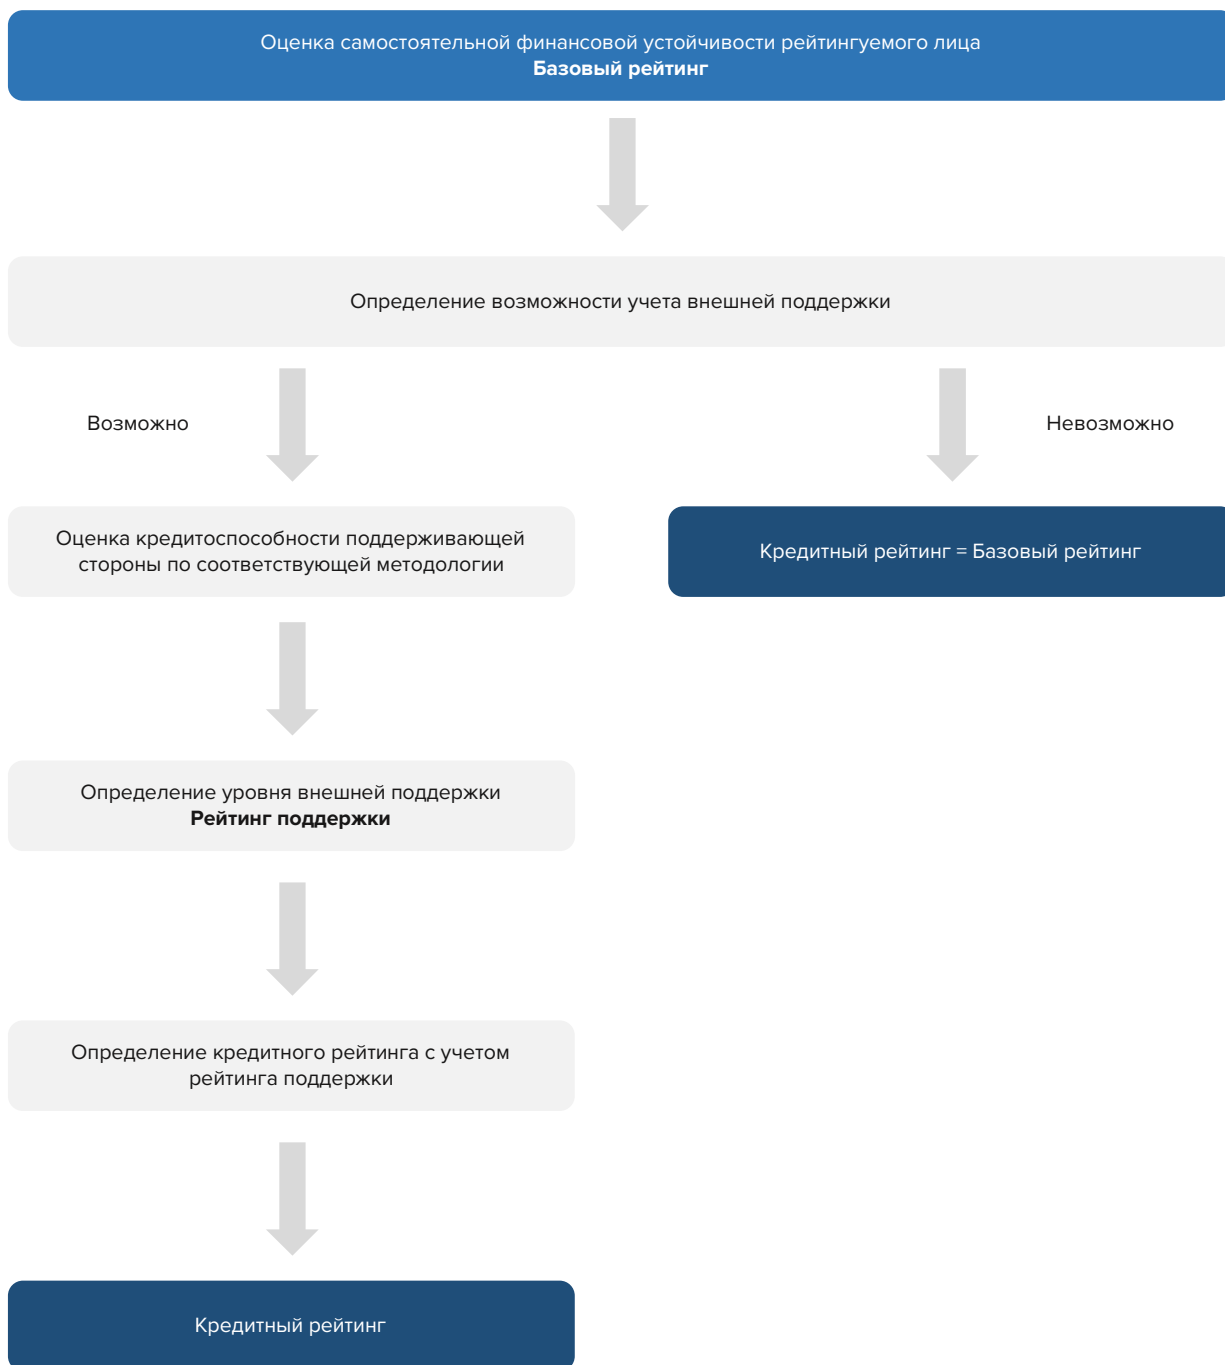 Оценка самостоятельной финансовой устойчивости рейтингуемого лица
Базовый рейтинг
Определение возможности учета внешней поддержки
Возможно
Невозможно
Оценка кредитоспособности поддерживающей
стороны по соответствующей методологии
Кредитный рейтинг = Базовый рейтинг
Определение уровня внешней поддержки
Рейтинг поддержки
Определение кредитного рейтинга с учетом
рейтинга поддержки
Кредитный рейтинг